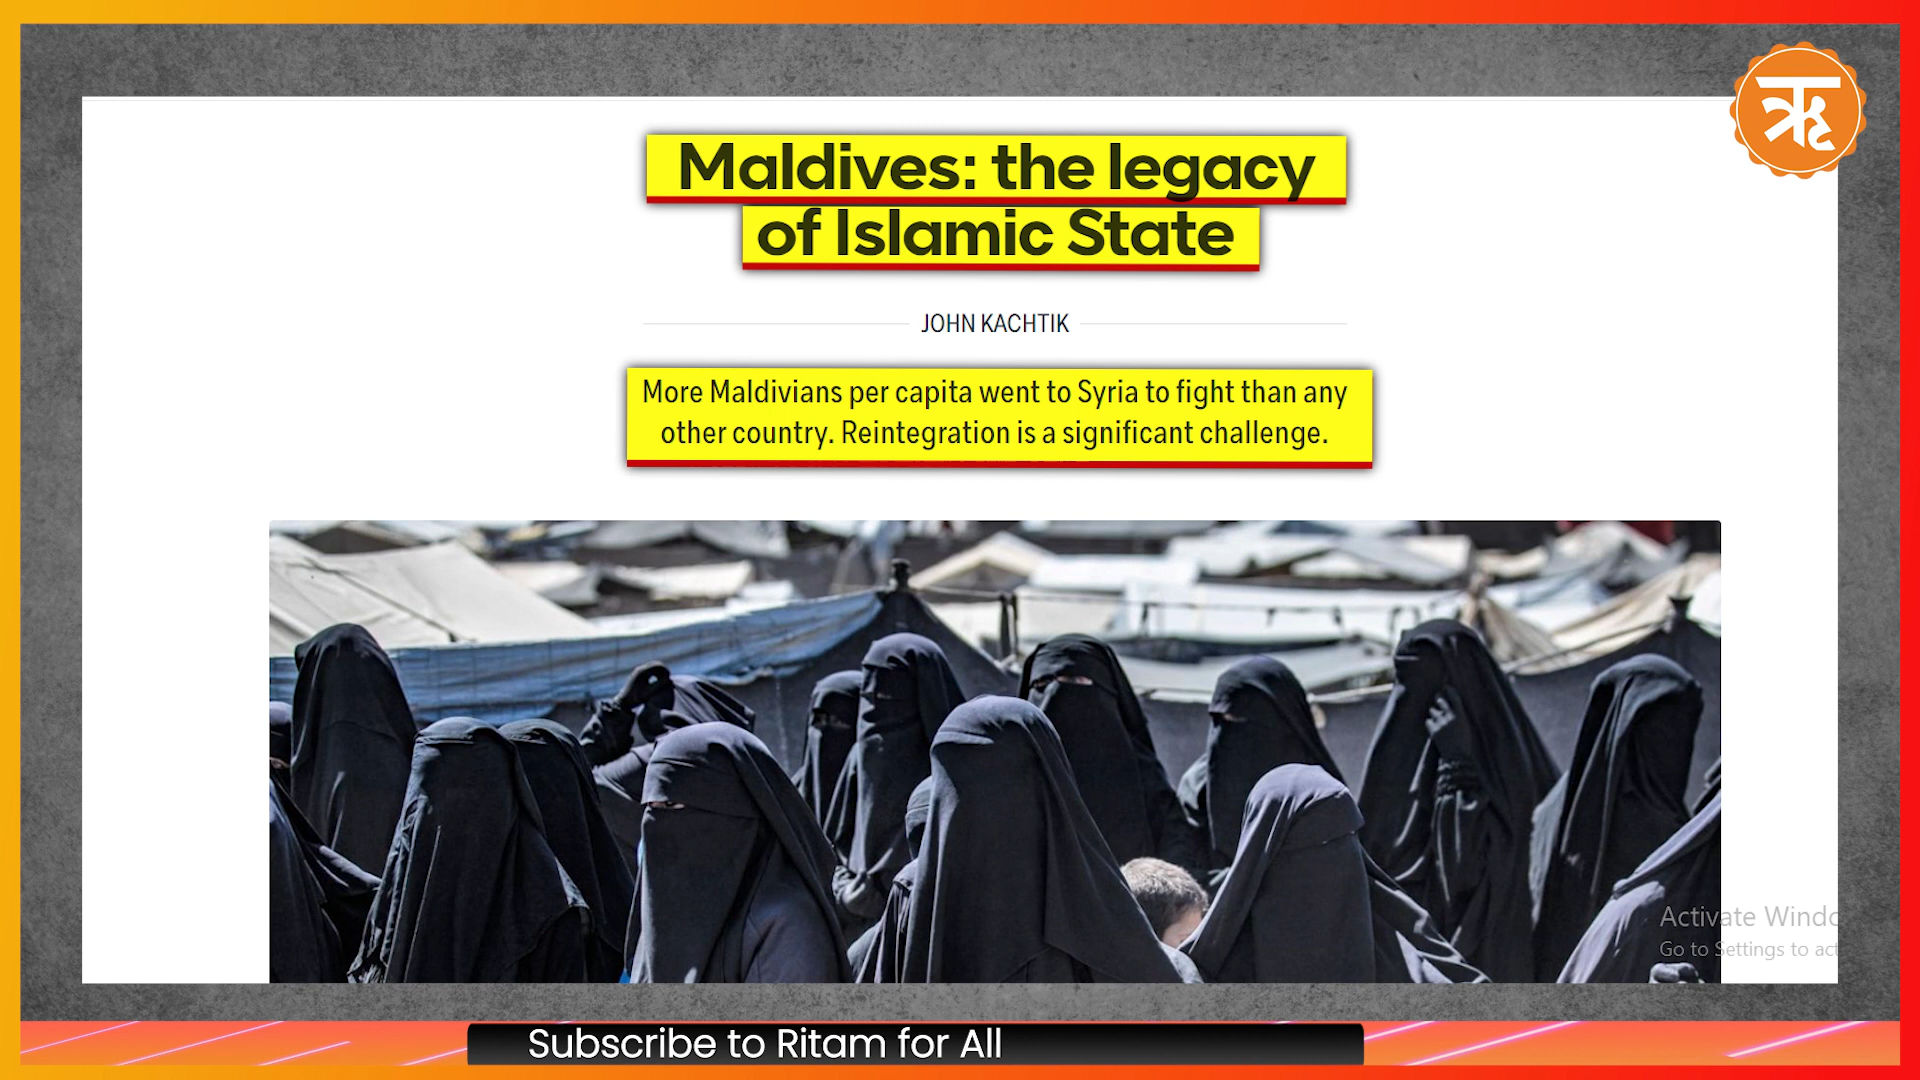 ऋ
Maldives: the legacy
of Islamic State
JOHN KACHTIK
More Maldivians per capita went to Syria to fight than any
other country. Reintegration is a significant challenge.
Activate Windo
Go to Settings to act
Subscribe to Ritam for All